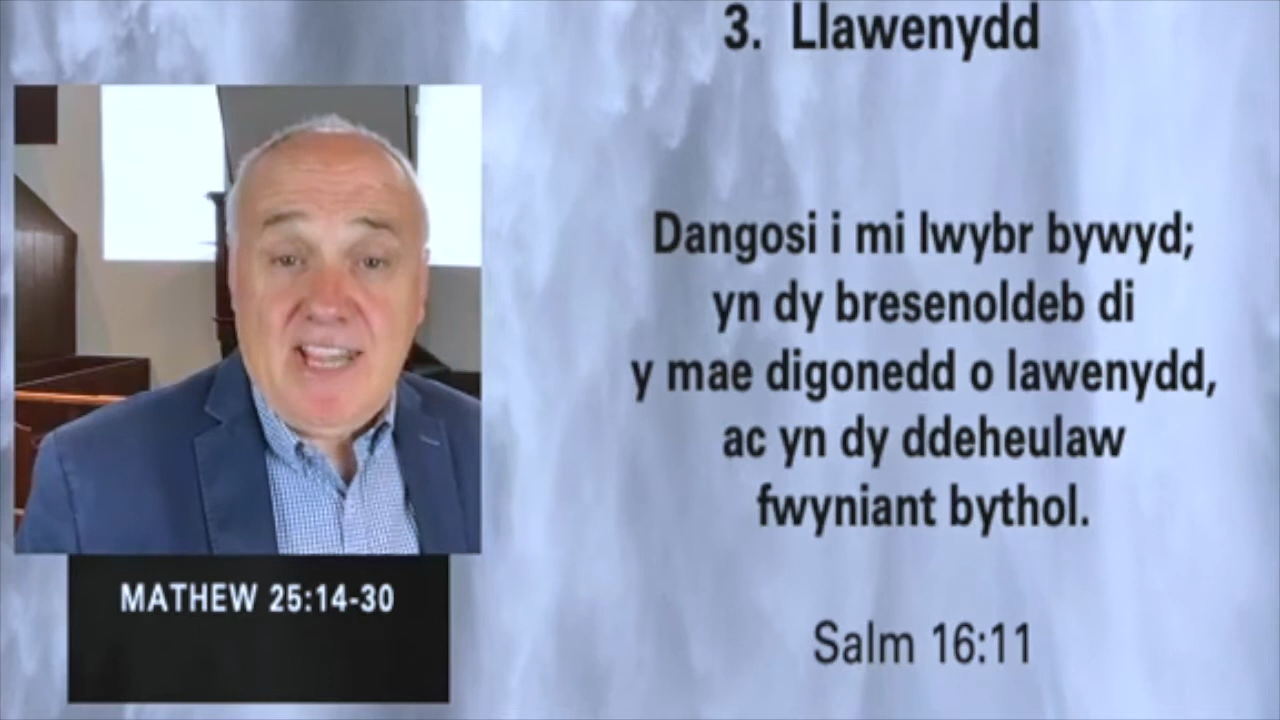 3. Llawenydd
Dangosi i mi lwybr bywyd;
yn dy bresenoldeb di
y mae digonedd o lawenydd,
ac yn dy ddeheulaw
fwyniant bythol.
Salm 16:11
MATHEW 25:14-30